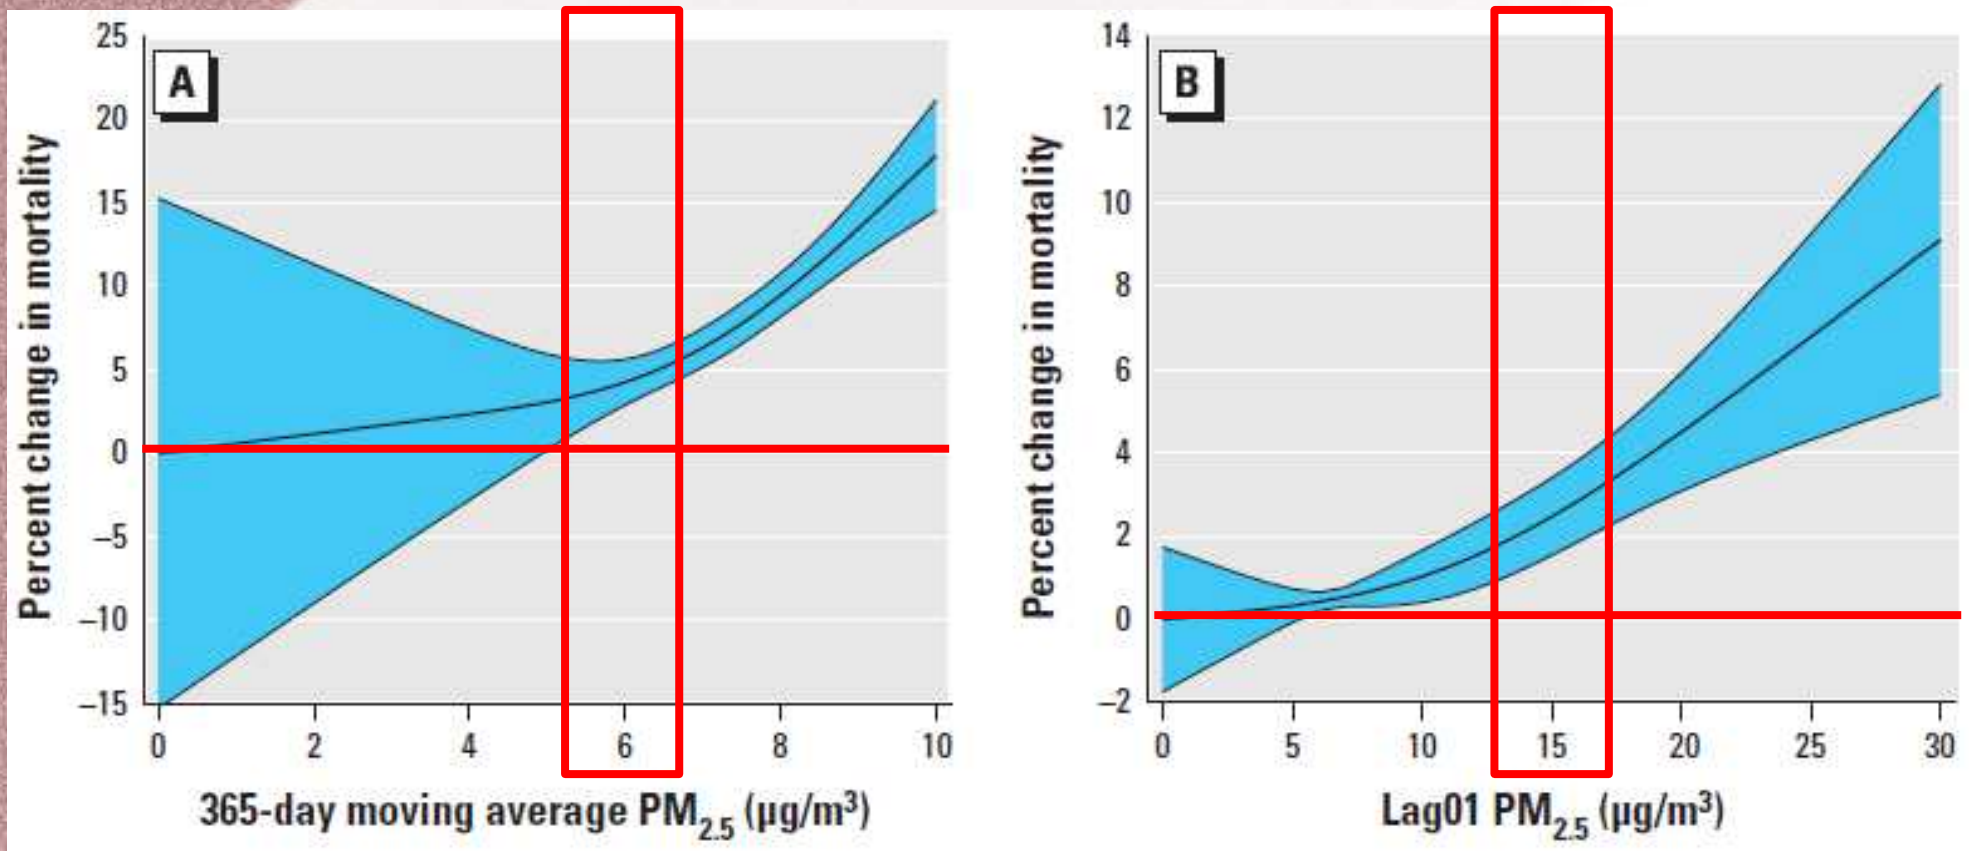 A
Percent change in mortality
25
20
15
10
5
0
–5
–10
–15
0 2 4 6 8 10
365-day moving average PM2.5 (µg/m³)
B
Percent change in mortality
14
12
10
8
6
4
2
0
–2
0 5 10 15 20 25 30
Lag01 PM2.5 (µg/m³)